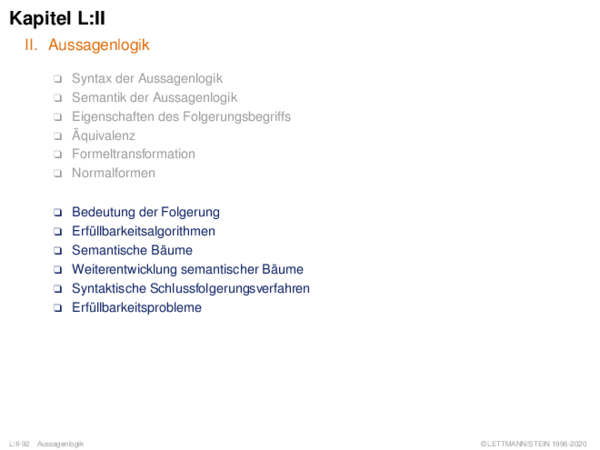 Kapitel L:II
II. Aussagenlogik
❑ Syntax der Aussagenlogik
❑ Semantik der Aussagenlogik
❑ Eigenschaften des Folgerungsbegriffs
❑ Äquivalenz
❑ Formeltransformation
❑ Normalformen
❑ Bedeutung der Folgerung
❑ Erfüllbarkeitsalgorithmen
❑ Semantische Bäume
❑ Weiterentwicklung semantischer Bäume
❑ Syntaktische Schlussfolgerungsverfahren
❑ Erfüllbarkeitsprobleme
L:II-92 Aussagenlogik ©LETTMANN/STEIN 1996-2020